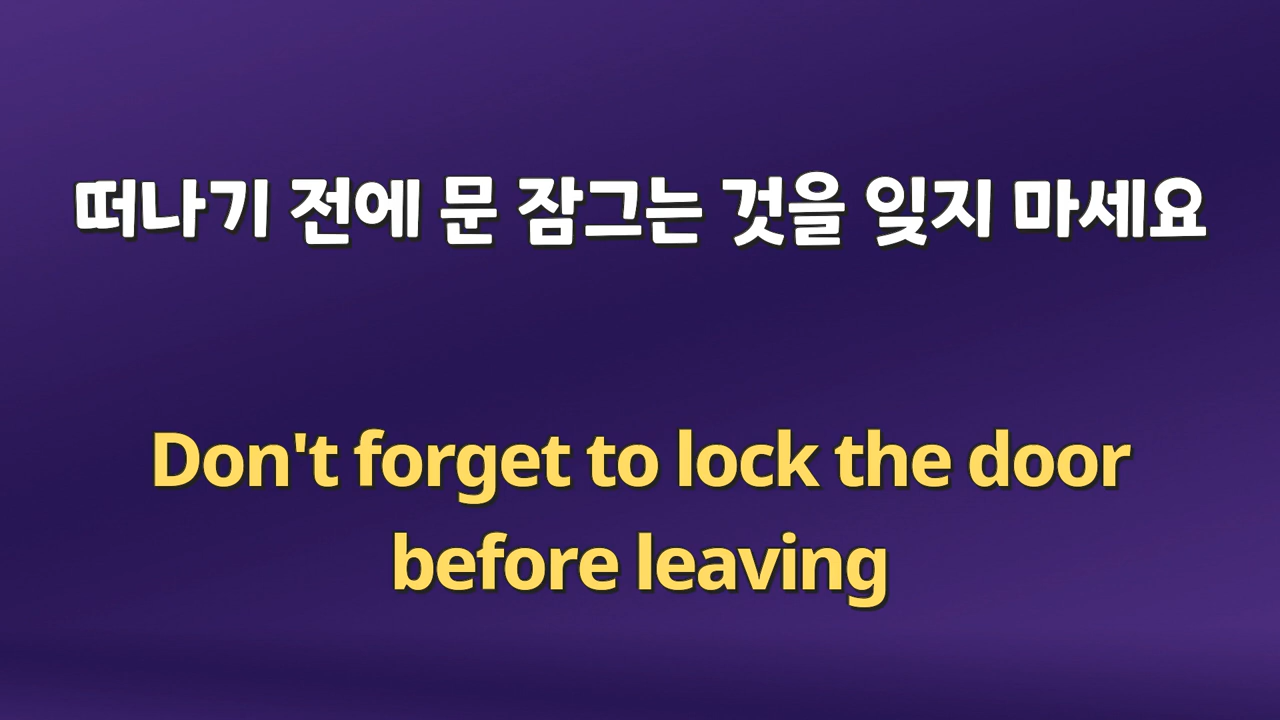 떠나기 전에 문 잠그는 것을 잊지 마세요
Don't forget to lock the door
before leaving